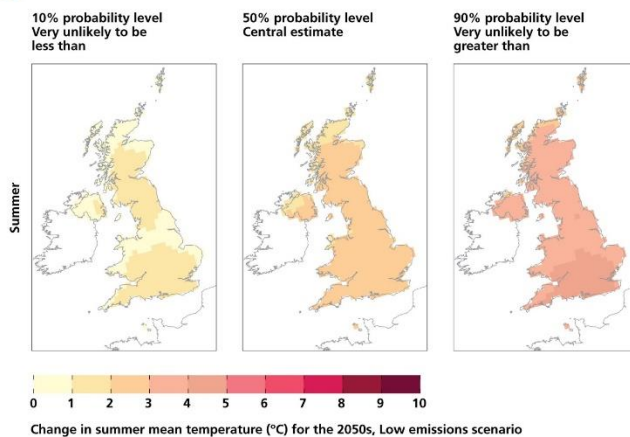 10% probability level
Very unlikely to be
less than
50% probability level
Central estimate
90% probability level
Very unlikely to be
greater than
Summer
0 1 2 3 4 5 6 7 8 9 10
Change in summer mean temperature (ºC) for the 2050s, Low emissions scenario